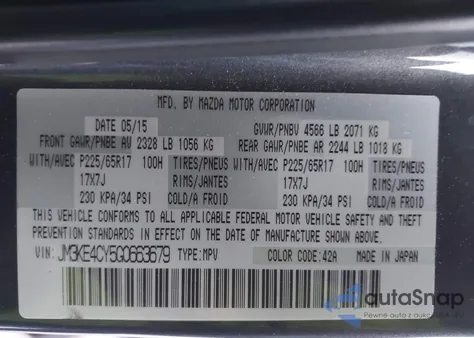 MFD. BY MAZDA MOTOR CORPORATION
DATE 05/15 GVWR/PNBV 4566 LB 2071 KG
FRONT GAWR/PNBE AV 2328 LB 1056 KG REAR GAWR/PNBE AR 2244 LB 1018 KG
WITH/AVEC P225/65R17 100H TIRES/PNEUS WITH/AVEC P225/65R17 100H TIRES/PNEUS
17X7J RIMS/JANTES 17X7J RIMS/JANTES
230 KPA/34 PSI COLD/A FROID 230 KPA/34 PSI COLD/A FROID
THIS VEHICLE CONFORMS TO ALL APPLICABLE FEDERAL MOTOR VEHICLE SAFETY AND THEFT
PREVENTION STANDARDS IN EFFECT ON THE DATE OF MANUFACTURE SHOWN ABOVE.
VIN: JM3KE4CY5G0663679 TYPE:MPV COLOR CODE:42A MADE IN JAPAN
autoSnap
Pewne auta z aukcji w USA